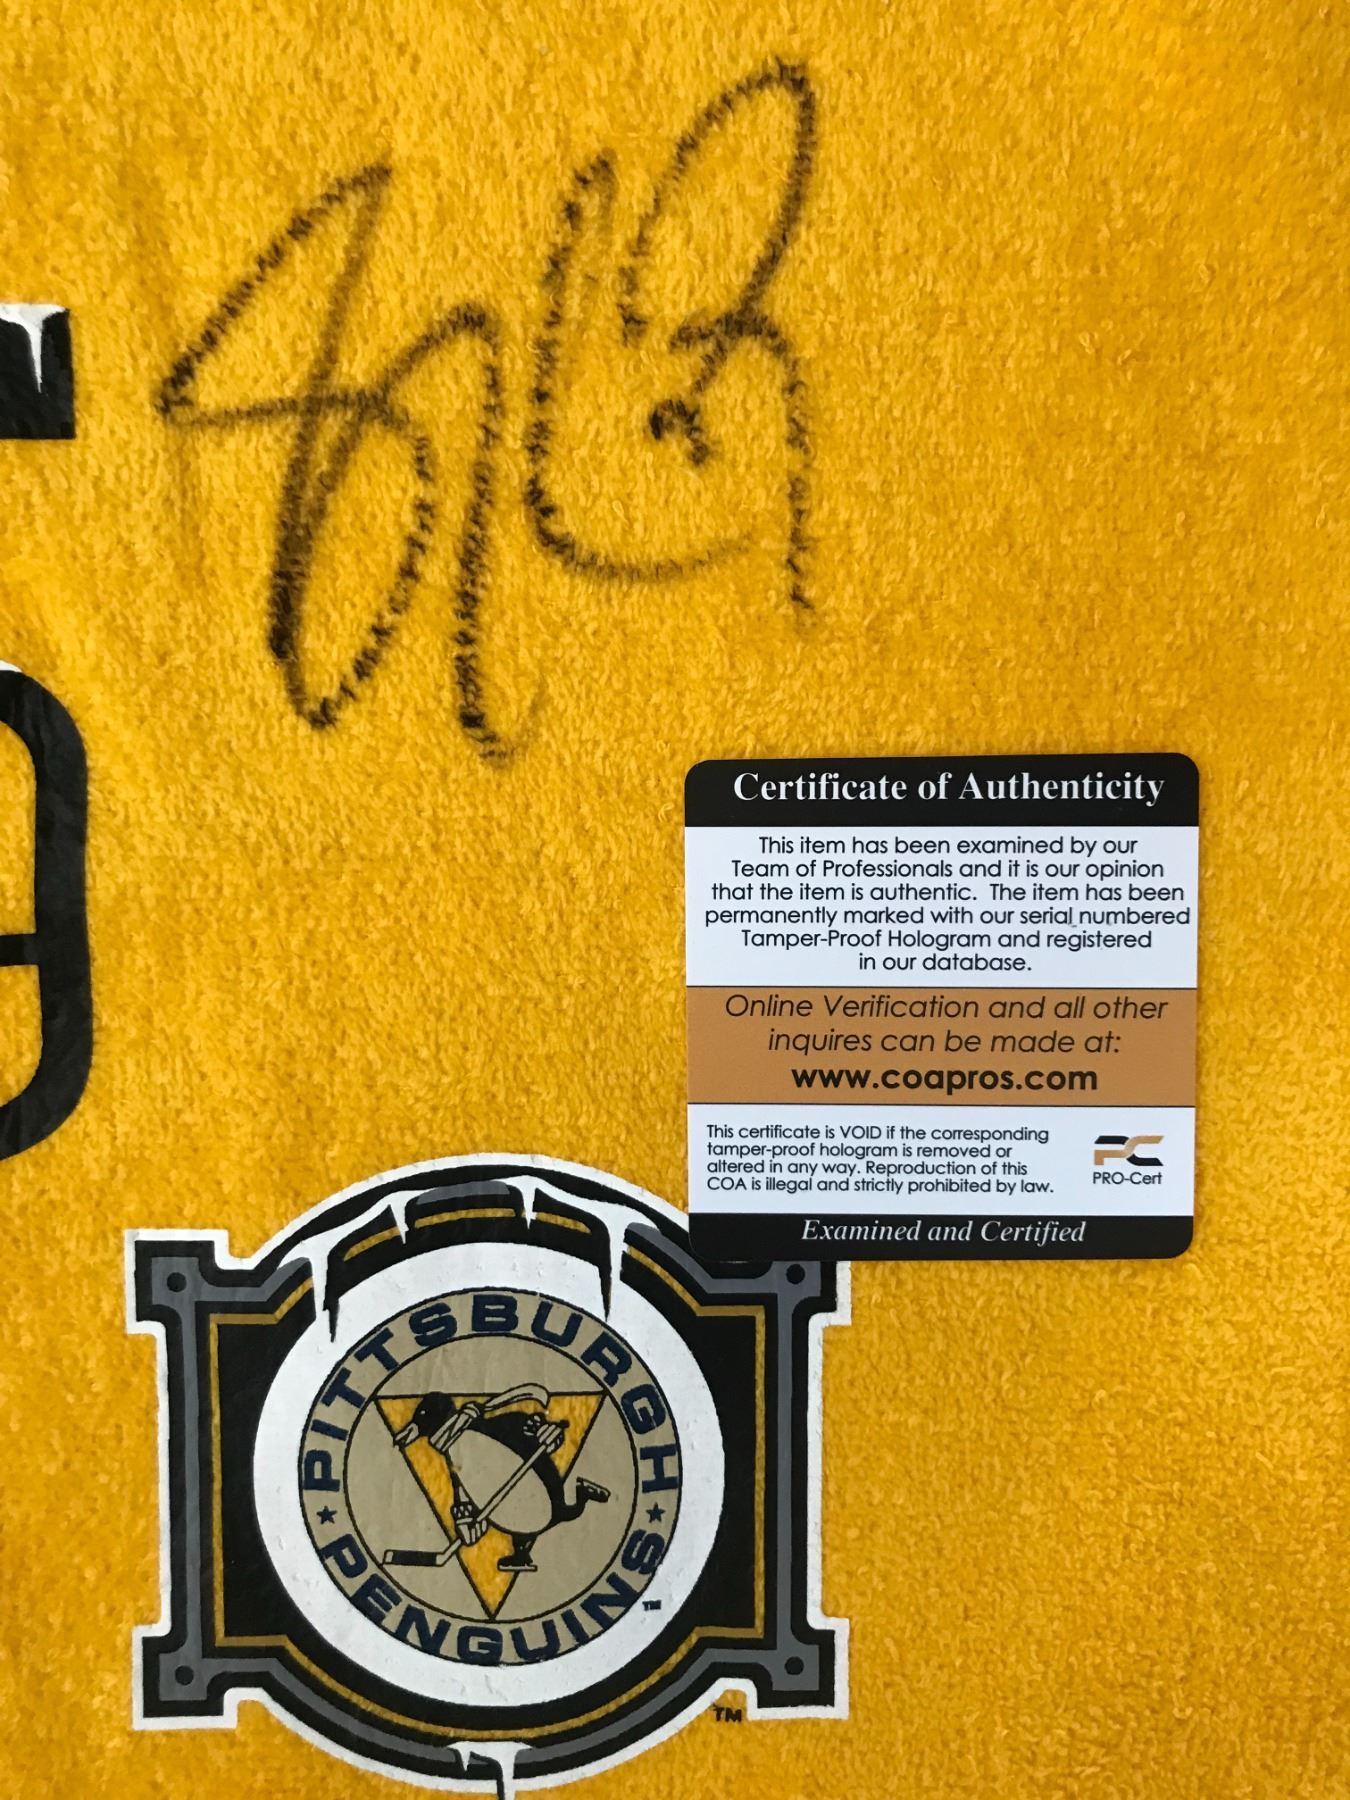 Certificate of Authenticity
This item has been examined by our
Team of Professionals and it is our opinion
that the item is authentic. The item has been
permanently marked with our serial numbered
Tamper-Proof Hologram and registered
in our database.
Online Verification and all other
inquires can be made at:
www.coapros.com
This certificate is VOID if the corresponding
tamper-proof hologram is removed or
altered in any way. Reproduction of this
COA is illegal and strictly prohibited by law.
PC
PRO-Cert
Examined and Certified
PITTSBURGH
PENGUINS
TM
TM